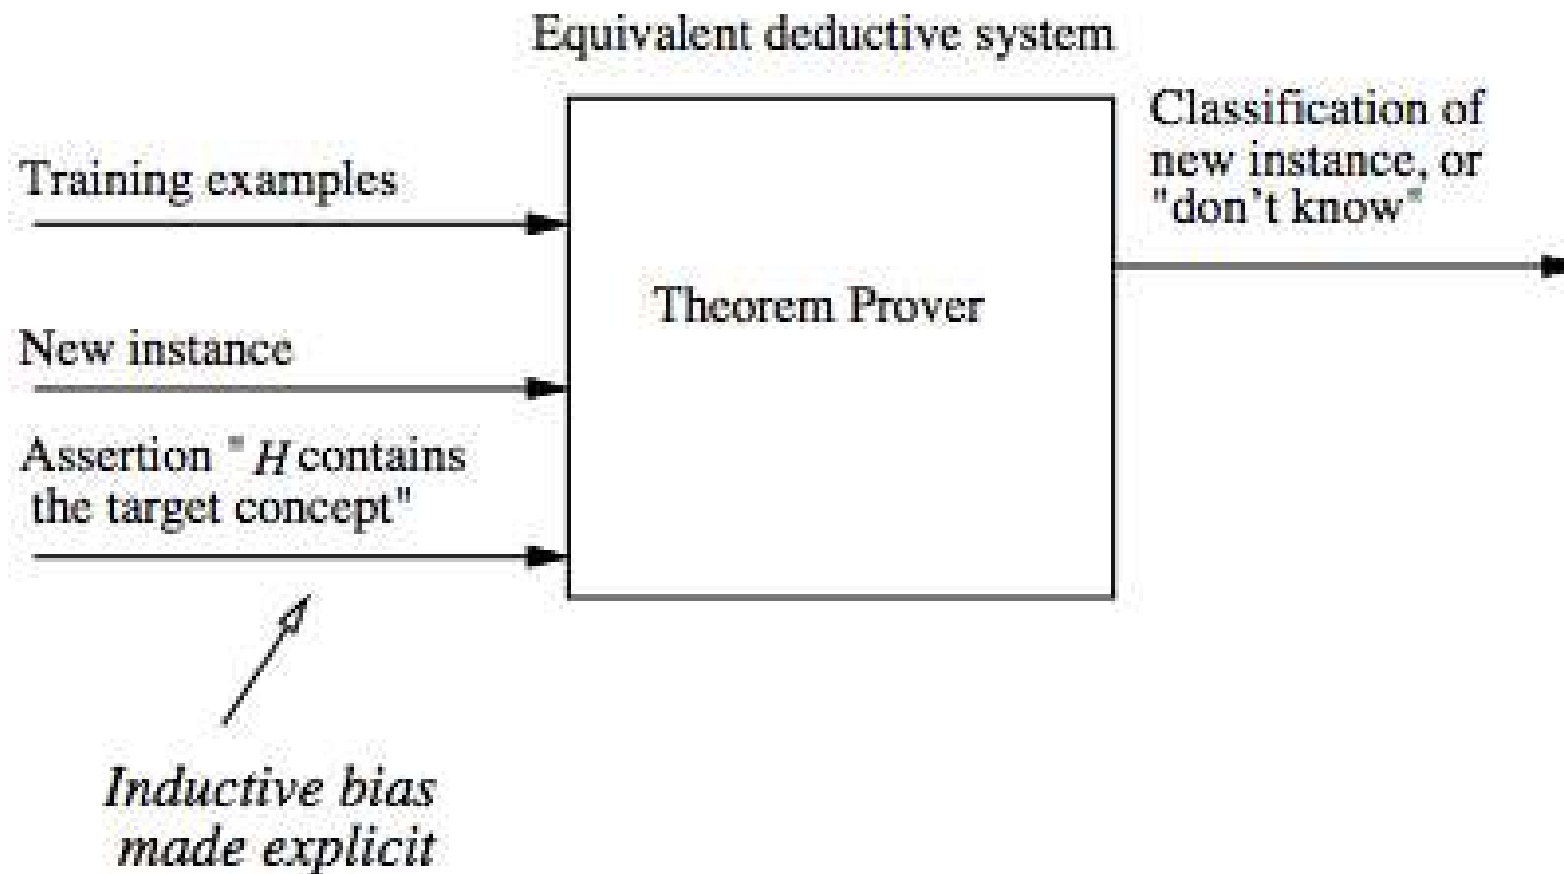 Equivalent deductive system
Training examples
New instance
Assertion " H contains
the target concept"
Theorem Prover
Classification of
new instance, or
"don't know"
Inductive bias
made explicit